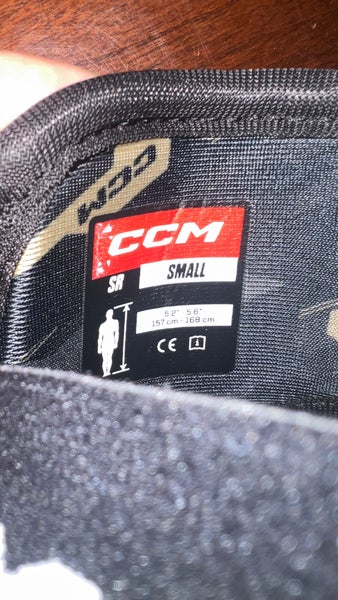 CCM
CCM
SR SMALL
5'2" 5'6"
157 cm - 168 cm
CE